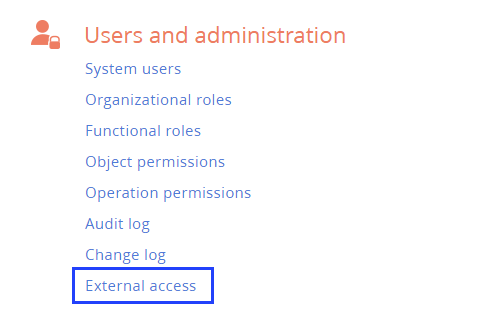 Users and administration
System users
Organizational roles
Functional roles
Object permissions
Operation permissions
Audit log
Change log
External access